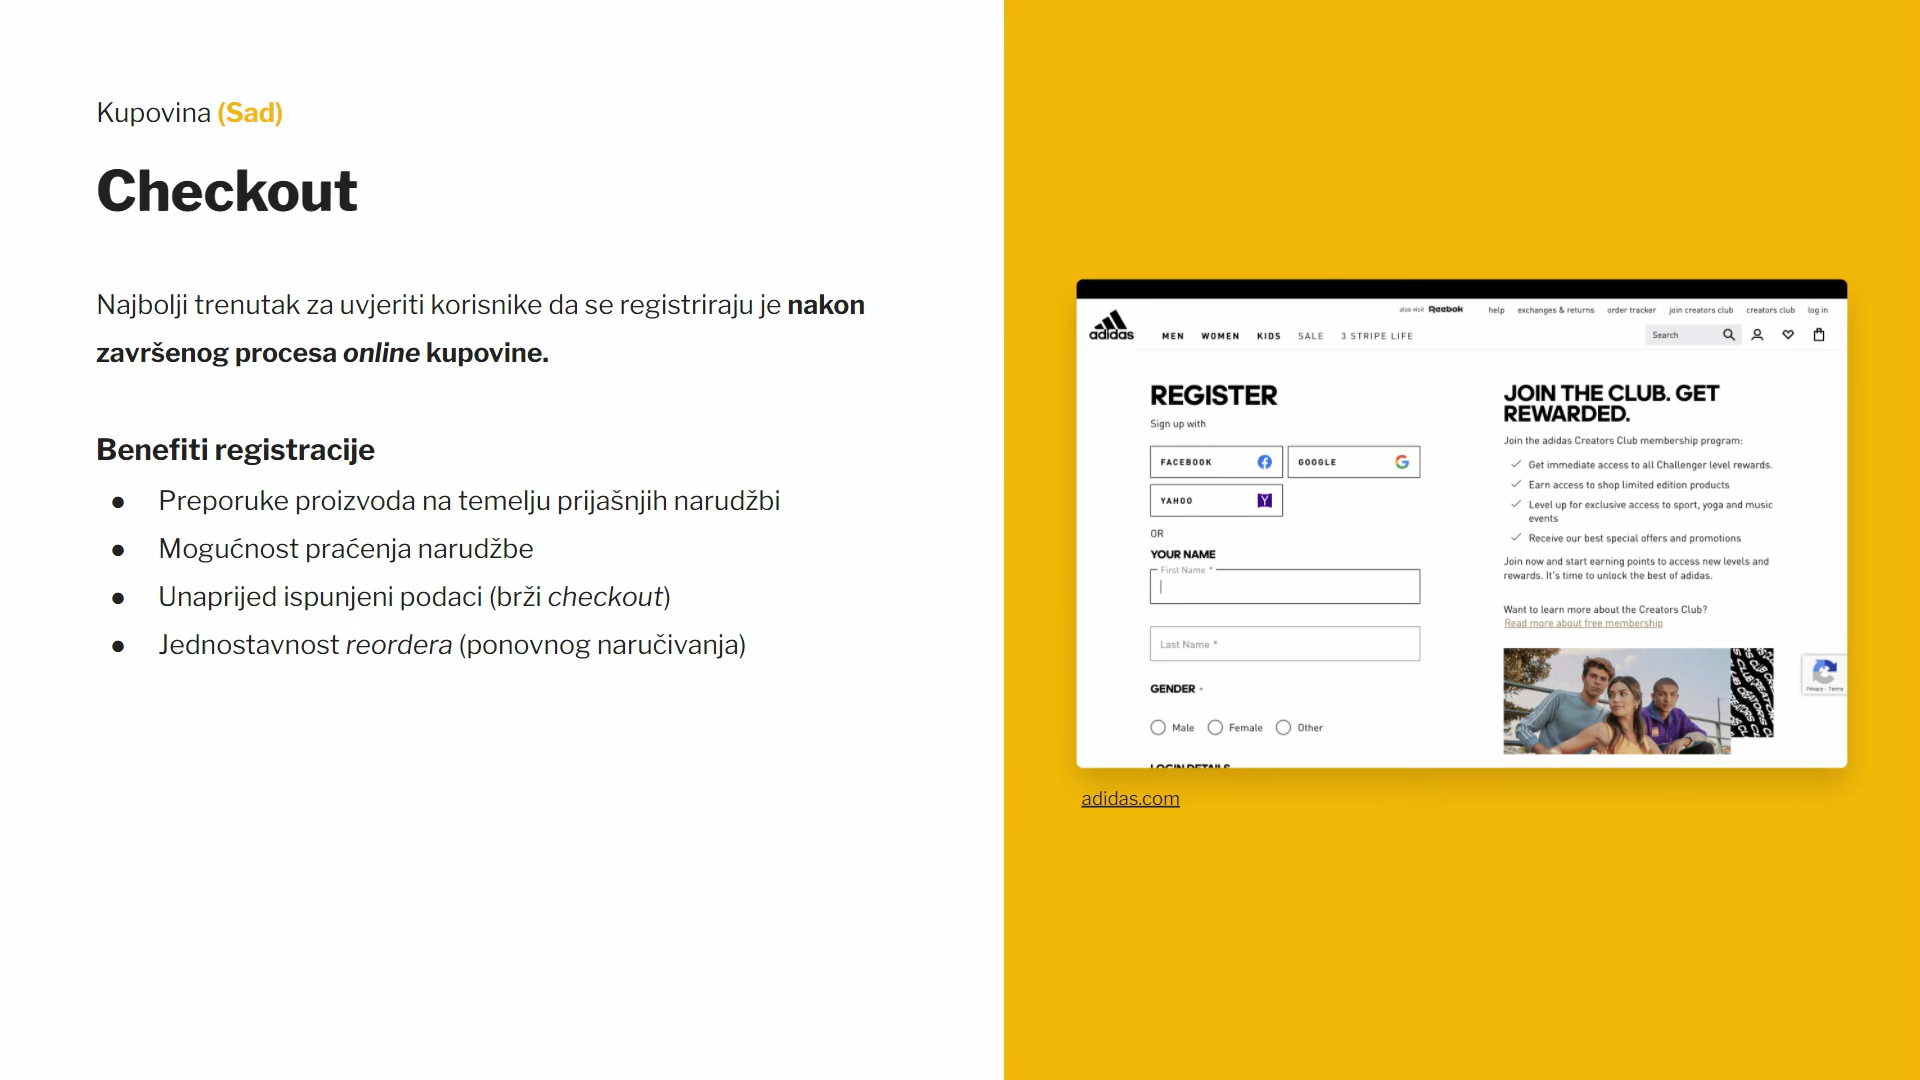 Kupovina (Sad)
Checkout
Najbolji trenutak za uvjeriti korisnike da se registriraju je nakon
završenog procesa online kupovine.
Benefiti registracije
● Preporuke proizvoda na temelju prijašnjih narudžbi
● Mogućnost praćenja narudžbe
● Unaprijed ispunjeni podaci (brži checkout)
● Jednostavnost reordera (ponovnog naručivanja)
also visit Reebok help exchanges & returns order tracker join creators club creators club log in
adidas MEN WOMEN KIDS SALE 3 STRIPE LIFE Search
REGISTER
Sign up with
FACEBOOK GOOGLE
YAHOO
OR
YOUR NAME
First Name *
Last Name *
GENDER *
Male Female Other
LOGIN DETAILS
JOIN THE CLUB. GET
REWARDED.
Join the adidas Creators Club membership program:
Get immediate access to all Challenger level rewards.
Earn access to shop limited edition products
Level up for exclusive access to sport, yoga and music
events
Receive our best special offers and promotions
Join now and start earning points to access new levels and
rewards. It's time to unlock the best of adidas.
Want to learn more about the Creators Club?
Read more about free membership
Privacy - Terms
adidas.com